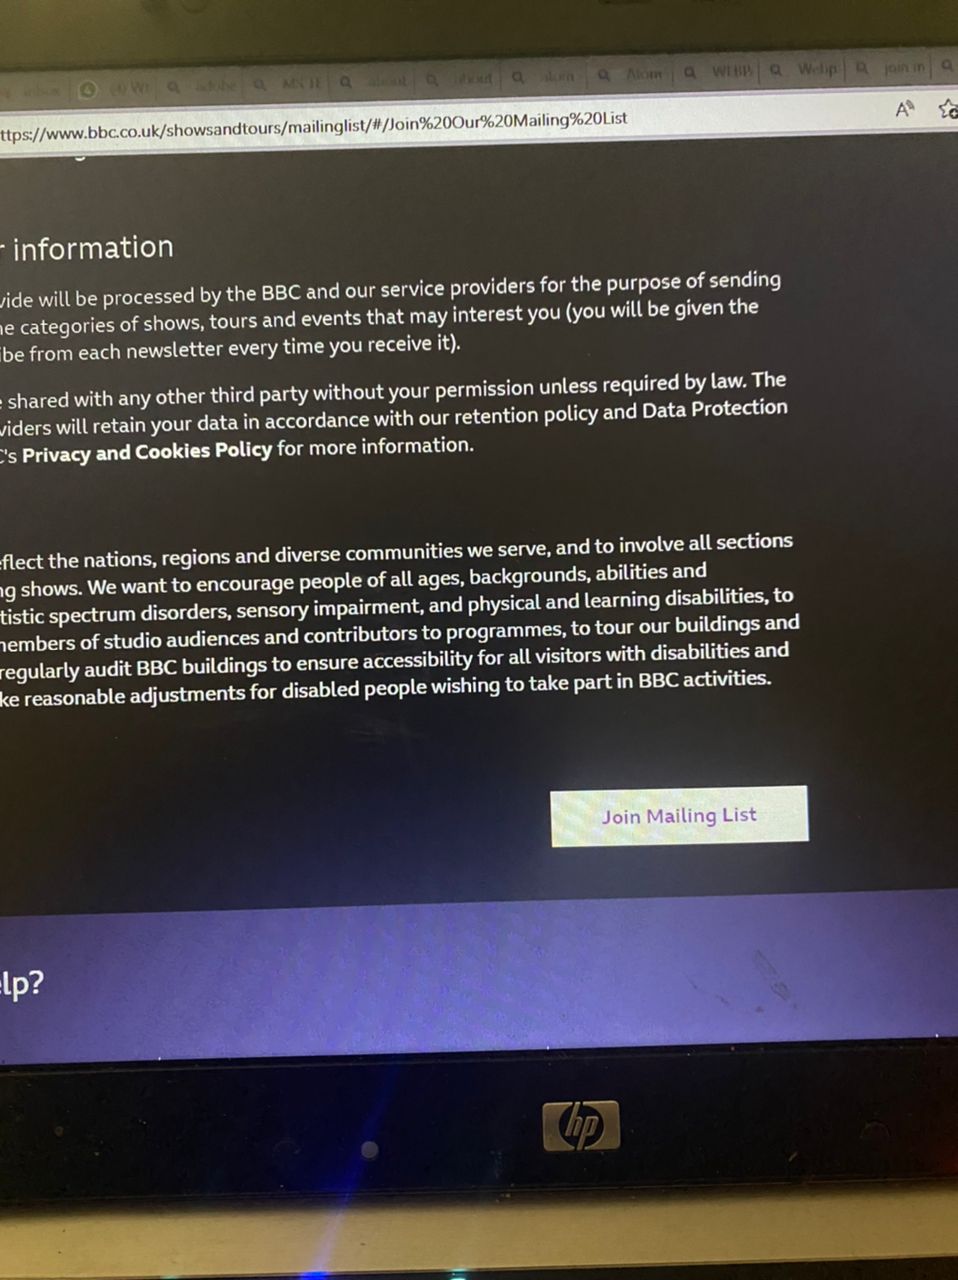 ttps://www.bbc.co.uk/showsandtours/mailinglist/#/Join%20Our%20Mailing%20List
r information
vide will be processed by the BBC and our service providers for the purpose of sending
ne categories of shows, tours and events that may interest you (you will be given the
ibe from each newsletter every time you receive it).
e shared with any other third party without your permission unless required by law. The
viders will retain your data in accordance with our retention policy and Data Protection
C's Privacy and Cookies Policy for more information.
eflect the nations, regions and diverse communities we serve, and to involve all sections
ng shows. We want to encourage people of all ages, backgrounds, abilities and
tistic spectrum disorders, sensory impairment, and physical and learning disabilities, to
nembers of studio audiences and contributors to programmes, to tour our buildings and
regularly audit BBC buildings to ensure accessibility for all visitors with disabilities and
ke reasonable adjustments for disabled people wishing to take part in BBC activities.
Join Mailing List
elp?
hp